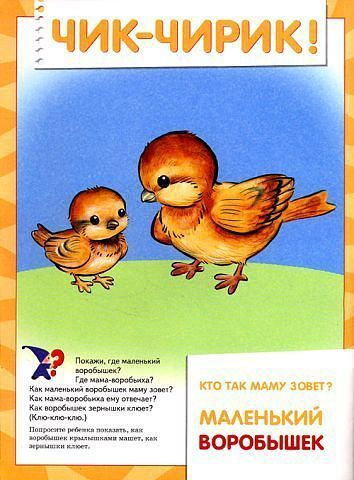 ЧИК-ЧИРИК!
Покажи, где маленький
воробышек?
Где мама-воробьиха?
Как маленький воробышек маму зовет?
Как мама-воробьиха ему отвечает?
Как воробышек зернышки клюет?
(Клю-клю-клю.)
Попросите ребенка показать, как
воробышек крылышками машет, как
зернышки клюет.
КТО ТАК МАМУ ЗОВЕТ?
МАЛЕНЬКИЙ
ВОРОБЫШЕК